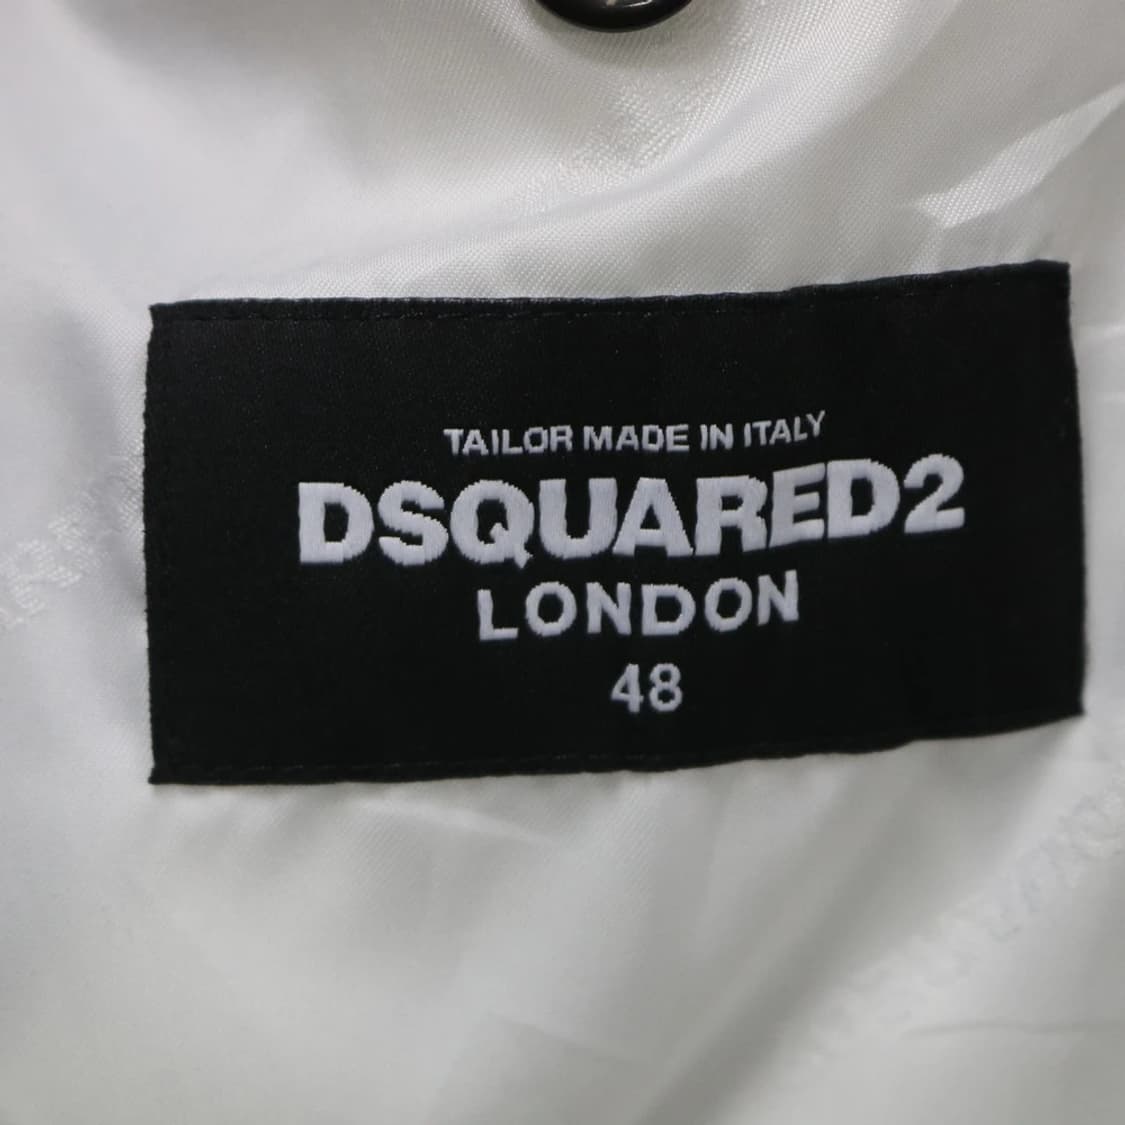 TAILOR MADE IN ITALY
DSQUARED2
LONDON
48